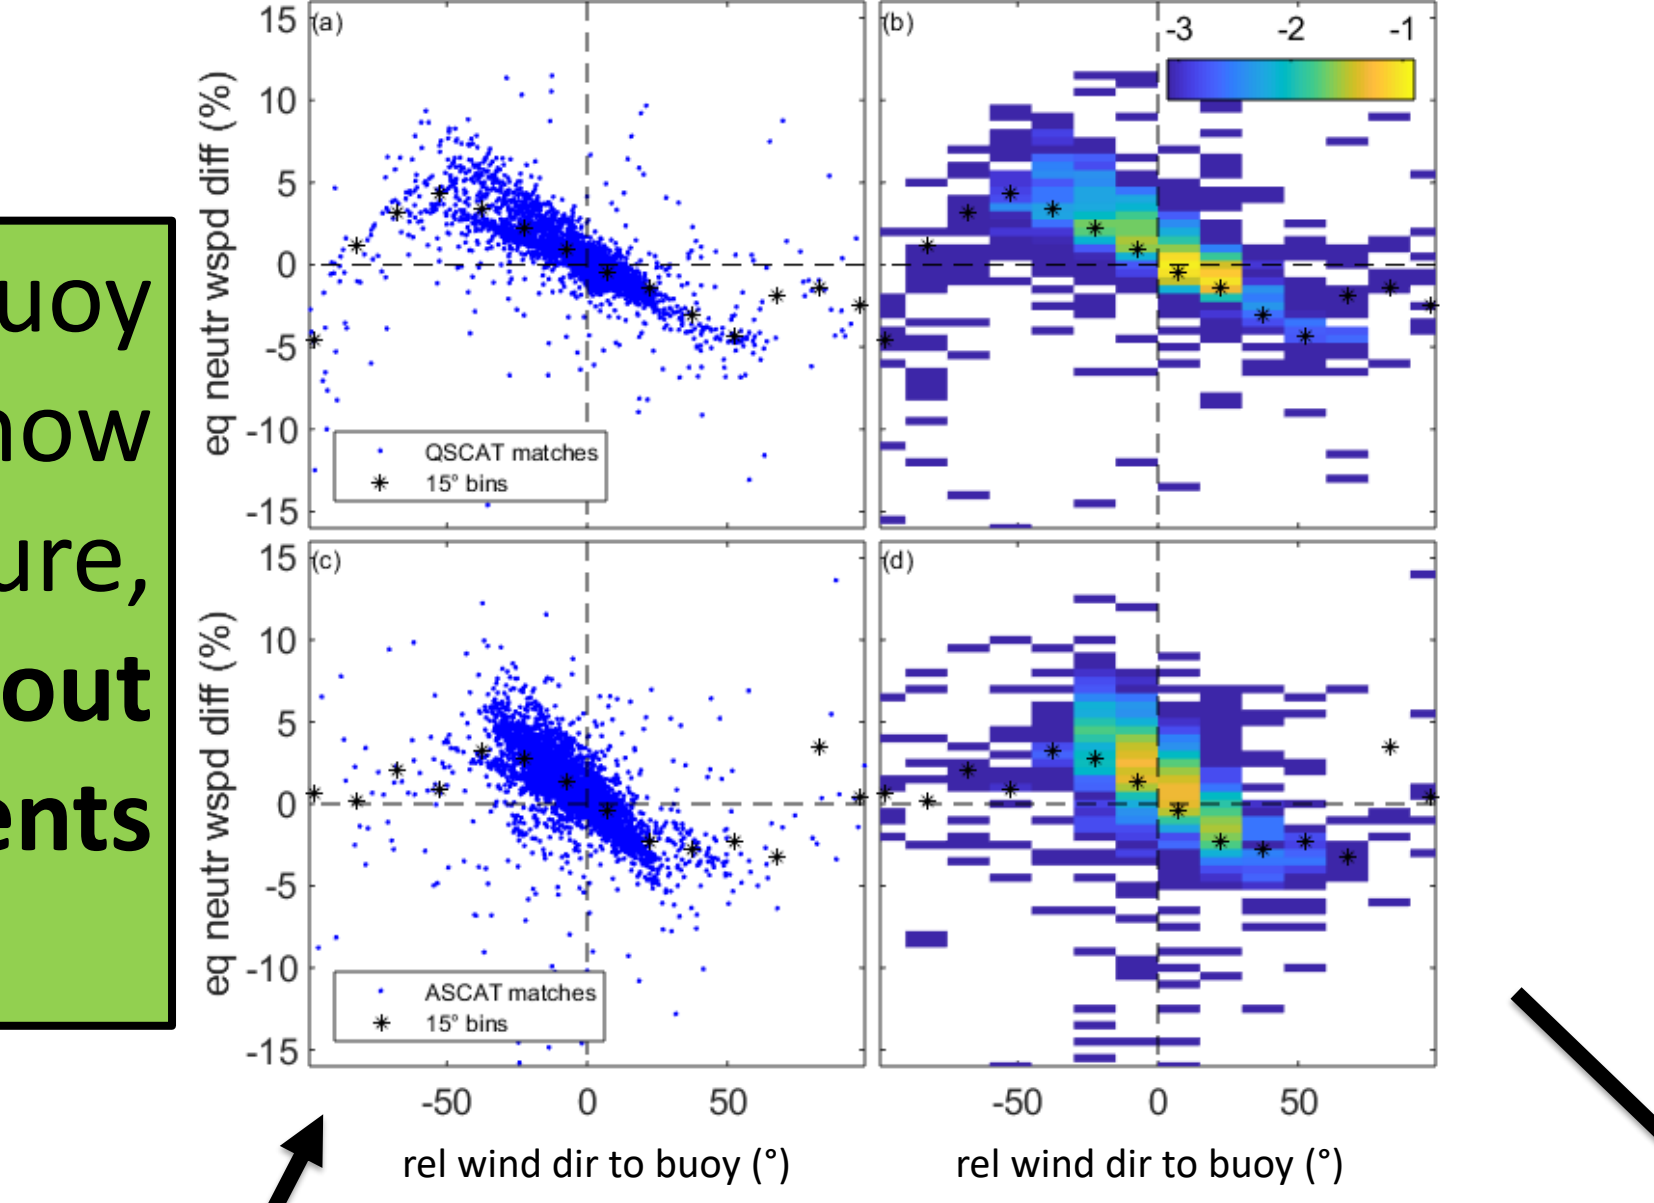 uoy
now
ure,
out
ents
(a)
15
10
5
0
-5
-10
-15
eq neutr wspd diff (%)
QSCAT matches
15° bins
(b)
-3 -2 -1
(c)
15
10
5
0
-5
-10
-15
eq neutr wspd diff (%)
ASCAT matches
15° bins
-50 0 50
rel wind dir to buoy (°)
(d)
-50 0 50
rel wind dir to buoy (°)